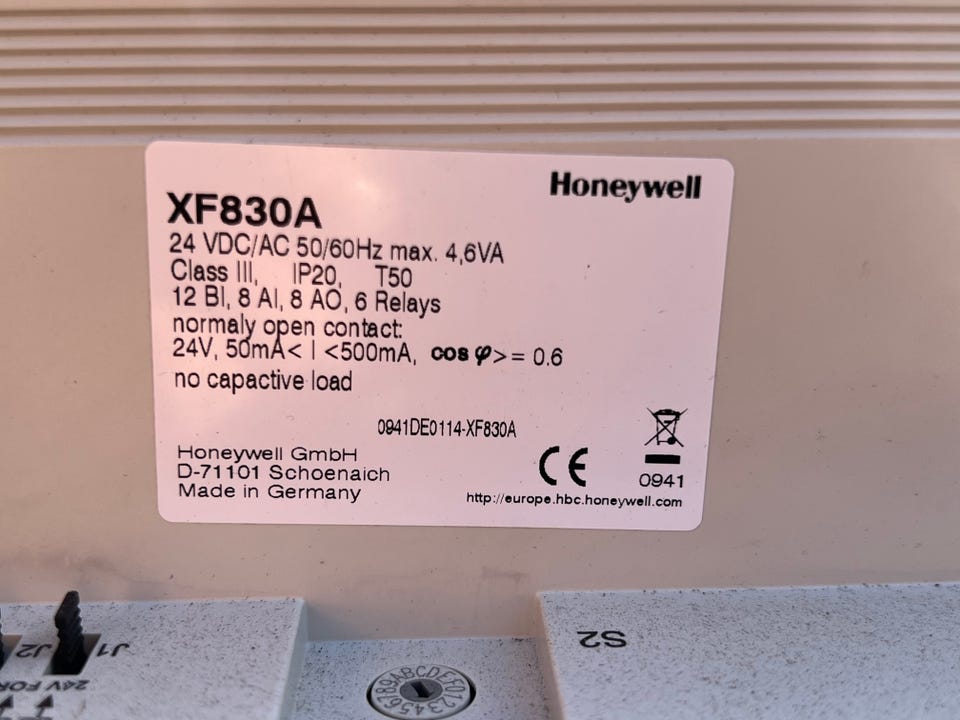 Honeywell
XF830A
24 VDC/AC 50/60Hz max. 4,6VA
Class III, IP20, T50
12 BI, 8 AI, 8 AO, 6 Relays
normaly open contact:
24V, 50mA< I <500mA, cos φ>= 0.6
no capactive load
0941DE0114-XF830A
Honeywell GmbH
D-71101 Schoenaich
Made in Germany
CE
0941
http://europe.hbc.honeywell.com
S2
J2 J1
24V FOR
789ABCDEF0123456